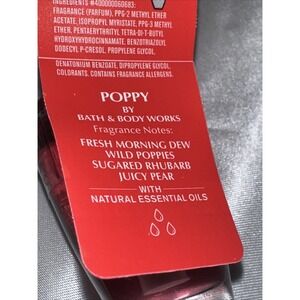 INGREDIENTS #400000060683:
FRAGRANCE (PARFUM), PPG-2 METHYL ETHER
ACETATE, ISOPROPYL MYRISTATE, PPG-3 METHYL
ETHER, PENTAERYTHRITYL TETRA-DI-T-BUTYL
HYDROXYHYDROCINNAMATE, BENZOTRIAZOLYL
DODECYL P-CRESOL, PROPYLENE GLYCOL.
DENATONIUM BENZOATE, DIPROPYLENE GLYCOL.
COLORANTS. CONTAINS FRAGRANCE ALLERGENS.
POPPY
BY
BATH & BODY WORKS
Fragrance Notes:
FRESH MORNING DEW
WILD POPPIES
SUGARED RHUBARB
JUICY PEAR
WITH
NATURAL ESSENTIAL OILS